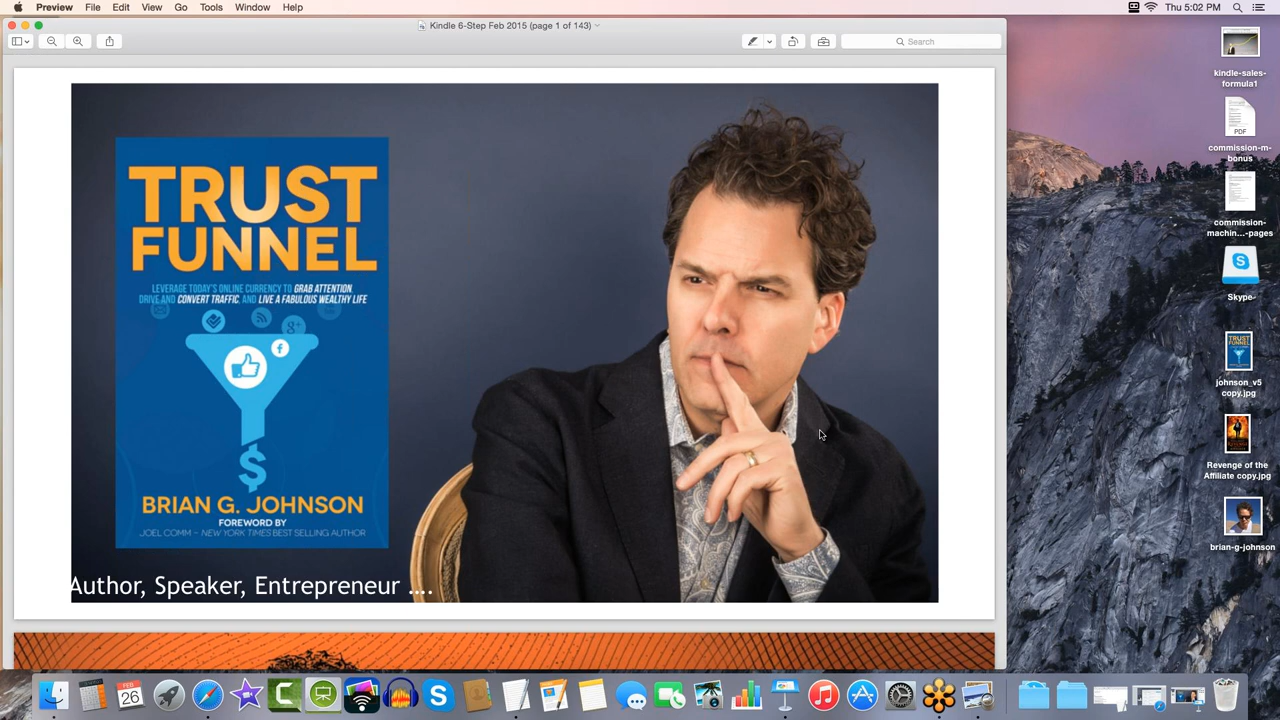 Preview File Edit View Go Tools Window Help
Thu 5:02 PM
Kindle 6-Step Feb 2015 (page 1 of 143)
Search
TRUST
FUNNEL
LEVERAGE TODAY'S ONLINE CURRENCY TO GRAB ATTENTION,
DRIVE AND CONVERT TRAFFIC, AND LIVE A FABULOUS WEALTHY LIFE
g+
f
$
BRIAN G. JOHNSON
FOREWORD BY
JOEL COMM – NEW YORK TIMES BEST SELLING AUTHOR
Author, Speaker, Entrepreneur ....
kindle-sales-
formula1
PDF
commission-m-
bonus
commission-
machin...-pages
S
Skype-
TRUST
FUNNEL
johnson_v5
copy.jpg
Revenge of the
Affiliate copy.jpg
brian-g-johnson
FEB
26